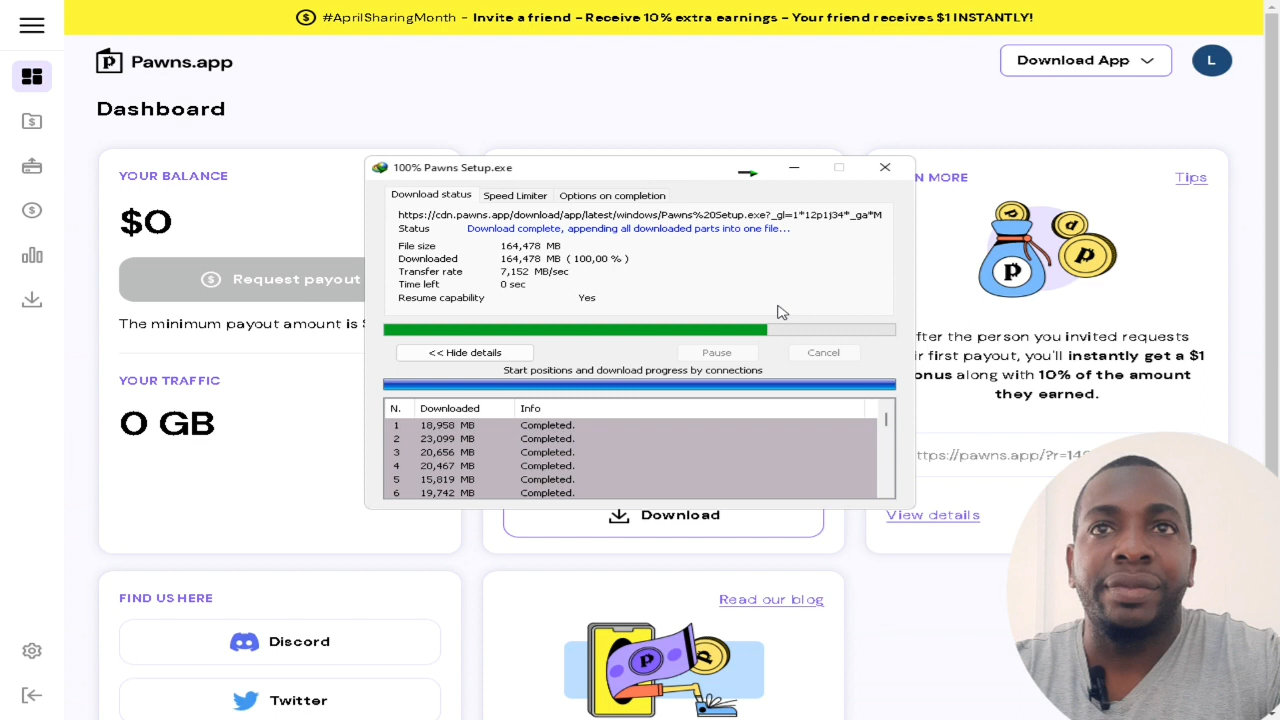 #AprilSharingMonth - Invite a friend - Receive 10% extra earnings - Your friend receives $1 INSTANTLY!
Pawns.app
Download App
L
Dashboard
YOUR BALANCE
$0
Request payout
The minimum payout amount is
YOUR TRAFFIC
0 GB
100% Pawns Setup.exe
Download status
Speed Limiter
Options on completion
https://cdn.pawns.app/download/app/latest/windows/Pawns%20Setup.exe?_gl=1*12p1j34*_ga*M
Status Download complete, appending all downloaded parts into one file...
File size 164,478 MB
Downloaded 164,478 MB ( 100,00 % )
Transfer rate 7,152 MB/sec
Time left 0 sec
Resume capability Yes
<< Hide details
Pause
Cancel
Start positions and download progress by connections
N. Downloaded Info
1 18,958 MB Completed.
2 23,099 MB Completed.
3 20,656 MB Completed.
4 20,467 MB Completed.
5 15,819 MB Completed.
6 19,742 MB Completed.
Download
MORE
Tips
the person you invited requests
first payout, you'll instantly get a $1
along with 10% of the amount
they earned.
ttps://pawns.app/?r=14
View details
FIND US HERE
Discord
Twitter
Read our blog